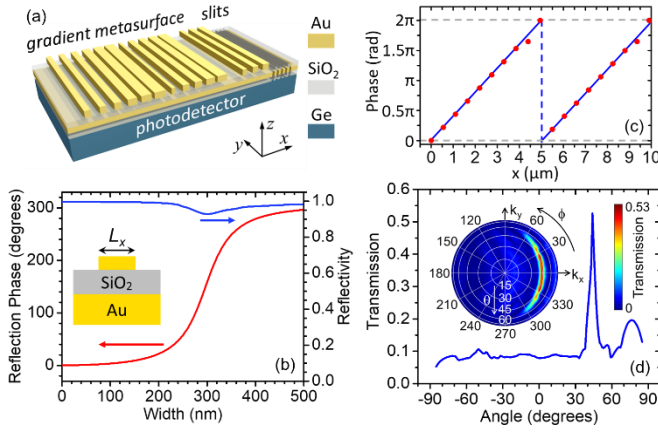 (a)
gradient metasurface
slits
photodetector
z
y
x
Au
SiO2
Ge
Phase (rad)
2π
1.5π
π
0.5π
0
0 1 2 3 4 5 6 7 8 9 10
x (μm)
(c)
Reflection Phase (degrees)
300
200
100
0
Lx
SiO2
Au
1.0
0.8
0.6
0.4
0.2
0.0
Reflectivity
0 100 200 300 400 500
Width (nm)
(b)
Transmission
0.6
0.5
0.4
0.3
0.2
0.1
0.0
-90 -60 -30 0 30 60 90
Angle (degrees)
(d)
ky
kx
ϕ
θ
120
60
150
30
180
210
330
240
300
270
15
30
45
60
0.53
0
Transmission